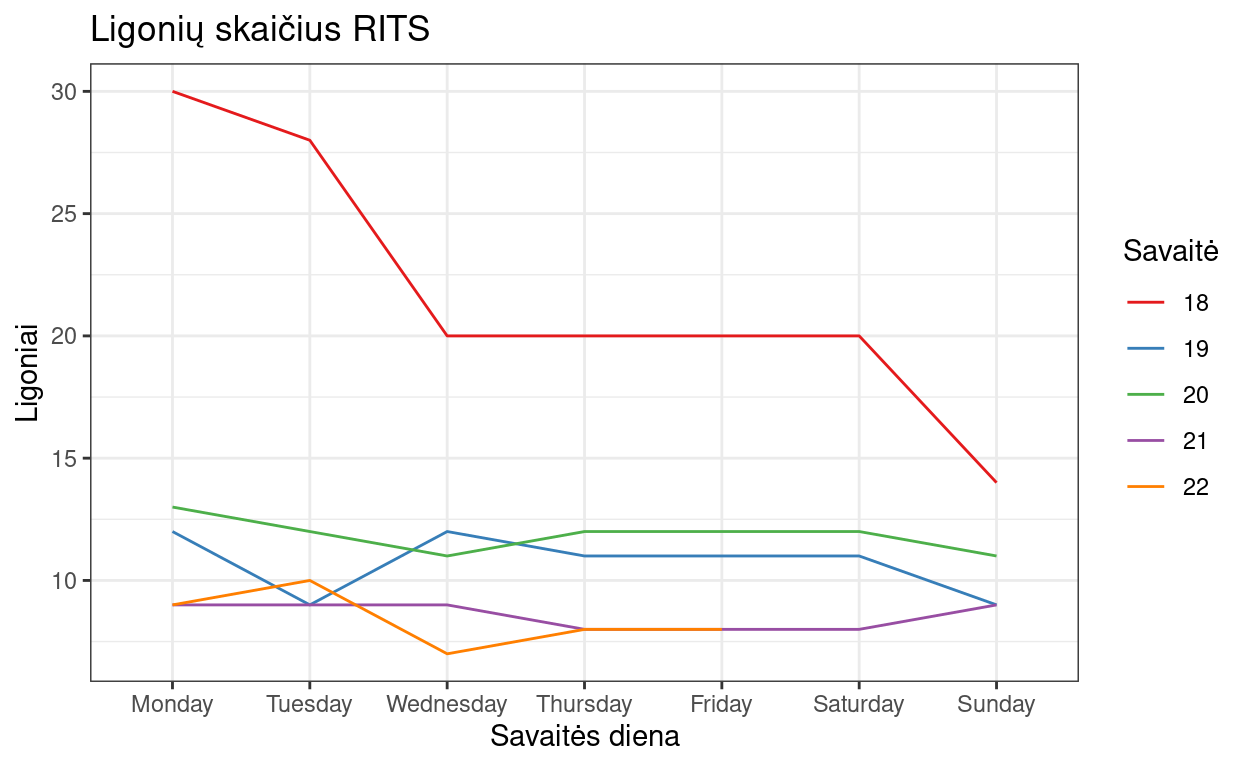 Ligonių skaičius RITS
30
25
20
15
10
Ligoniai
Monday Tuesday Wednesday Thursday Friday Saturday Sunday
Savaitės diena
Savaitė
18
19
20
21
22